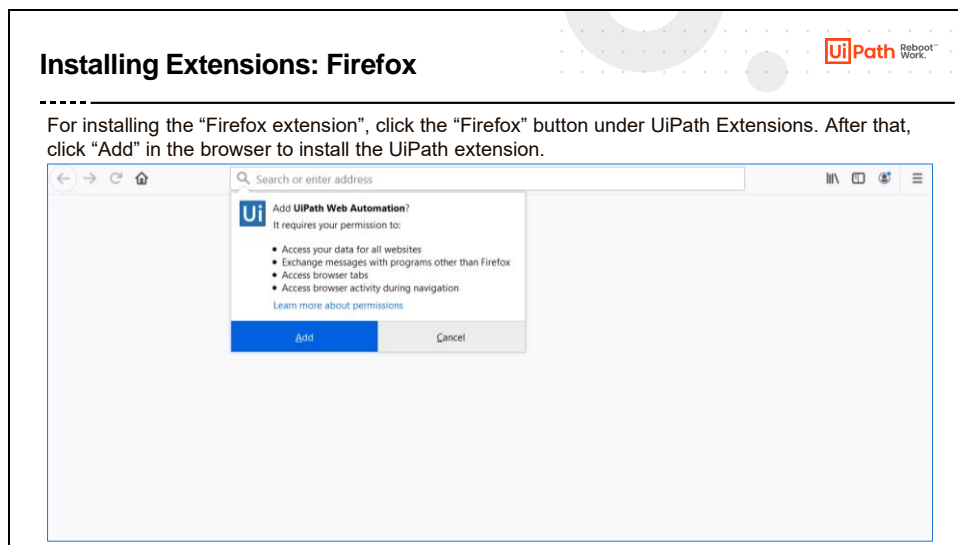 Installing Extensions: Firefox
UiPath Reboot Work.™
For installing the “Firefox extension”, click the “Firefox” button under UiPath Extensions. After that,
click “Add” in the browser to install the UiPath extension.
Search or enter address
Ui
Add UiPath Web Automation?
It requires your permission to:
• Access your data for all websites
• Exchange messages with programs other than Firefox
• Access browser tabs
• Access browser activity during navigation
Learn more about permissions
Add Cancel